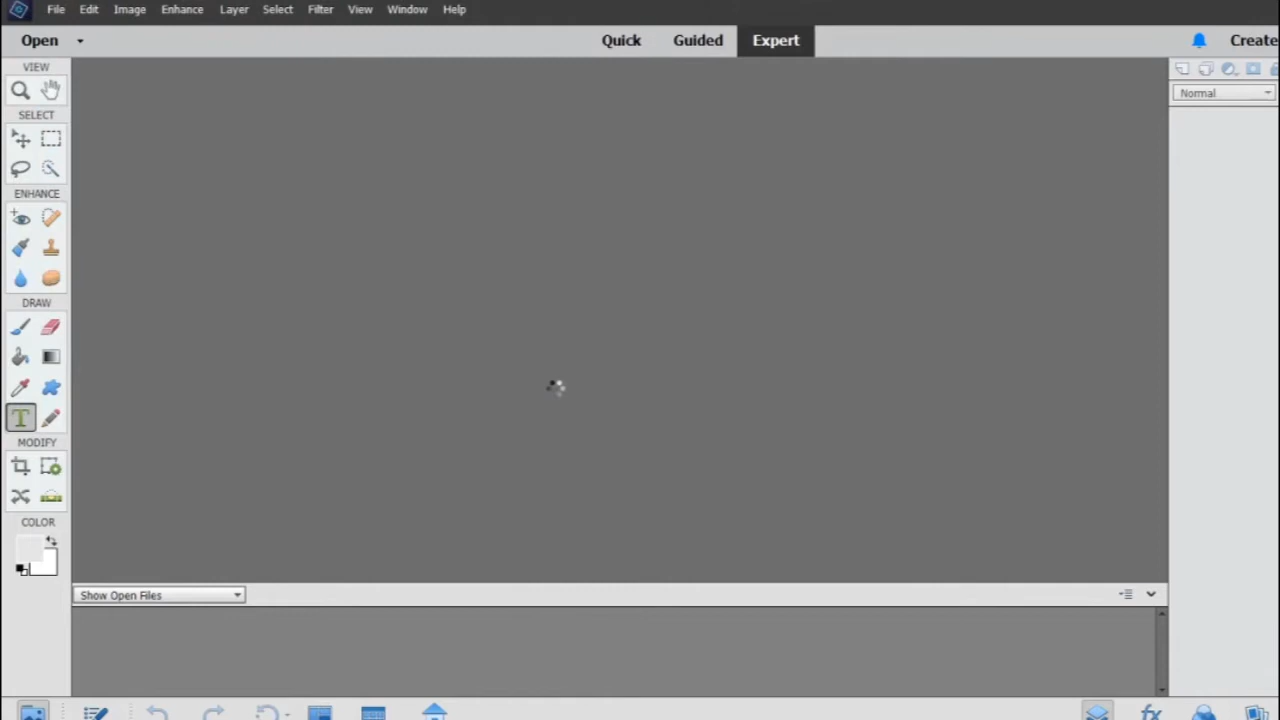 File Edit Image Enhance Layer Select Filter View Window Help
Open Quick Guided Expert Create
VIEW
Normal
SELECT
ENHANCE
DRAW
T
MODIFY
COLOR
Show Open Files
fx